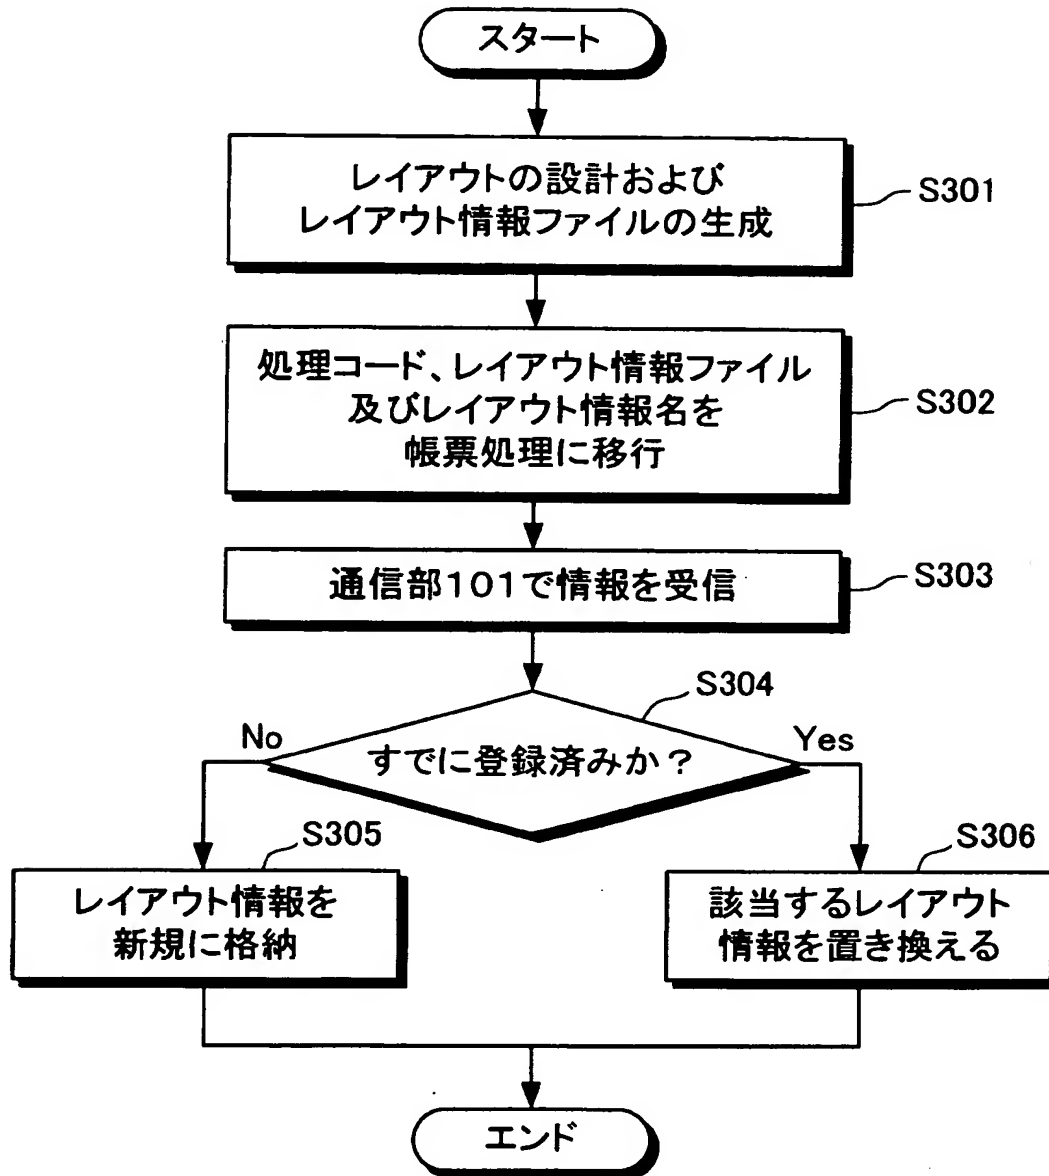 スタート
レイアウトの設計および
レイアウト情報ファイルの生成
S301
処理コード、レイアウト情報ファイル
及びレイアウト情報名を
帳票処理に移行
S302
通信部101で情報を受信
S303
S304
No
すでに登録済みか?
Yes
S305
レイアウト情報を
新規に格納
S306
該当するレイアウト
情報を置き換える
エンド